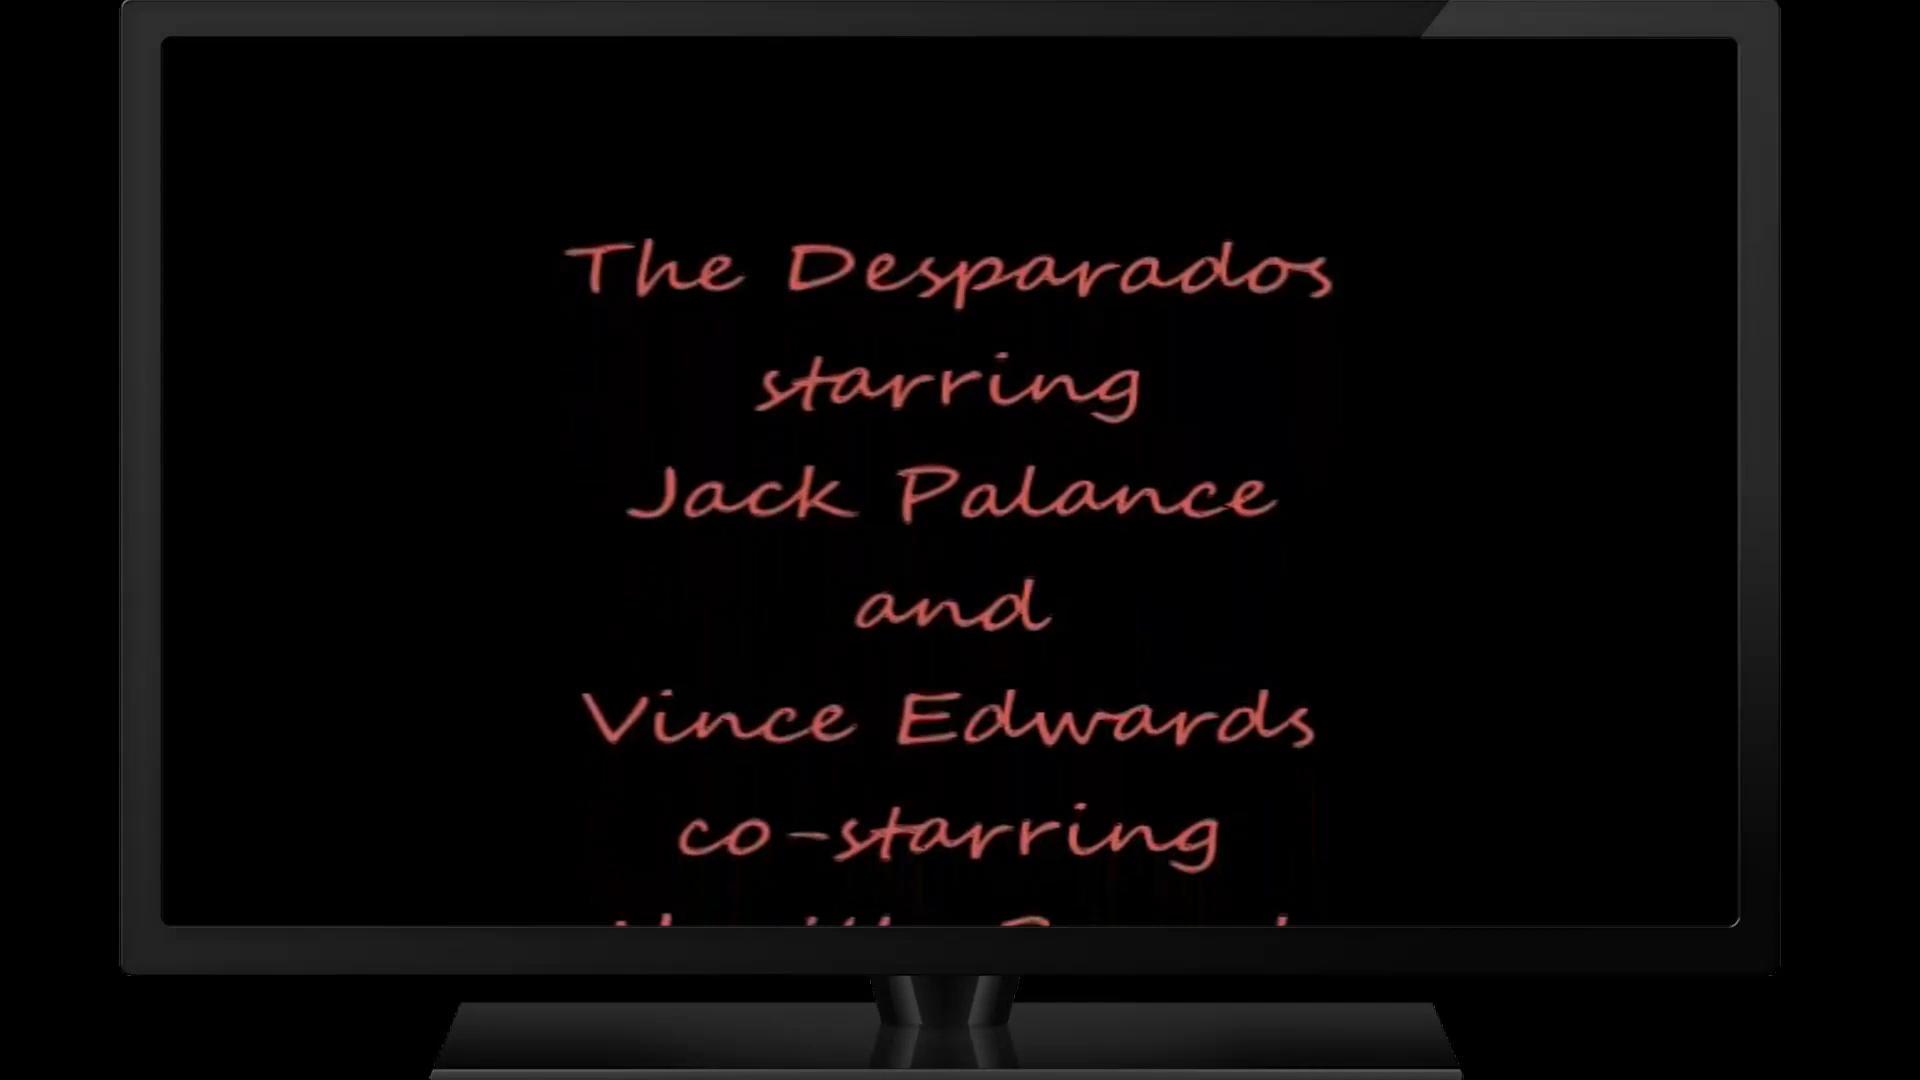 The Desparados
starring
Jack Palance
and
Vince Edwards
co-starring